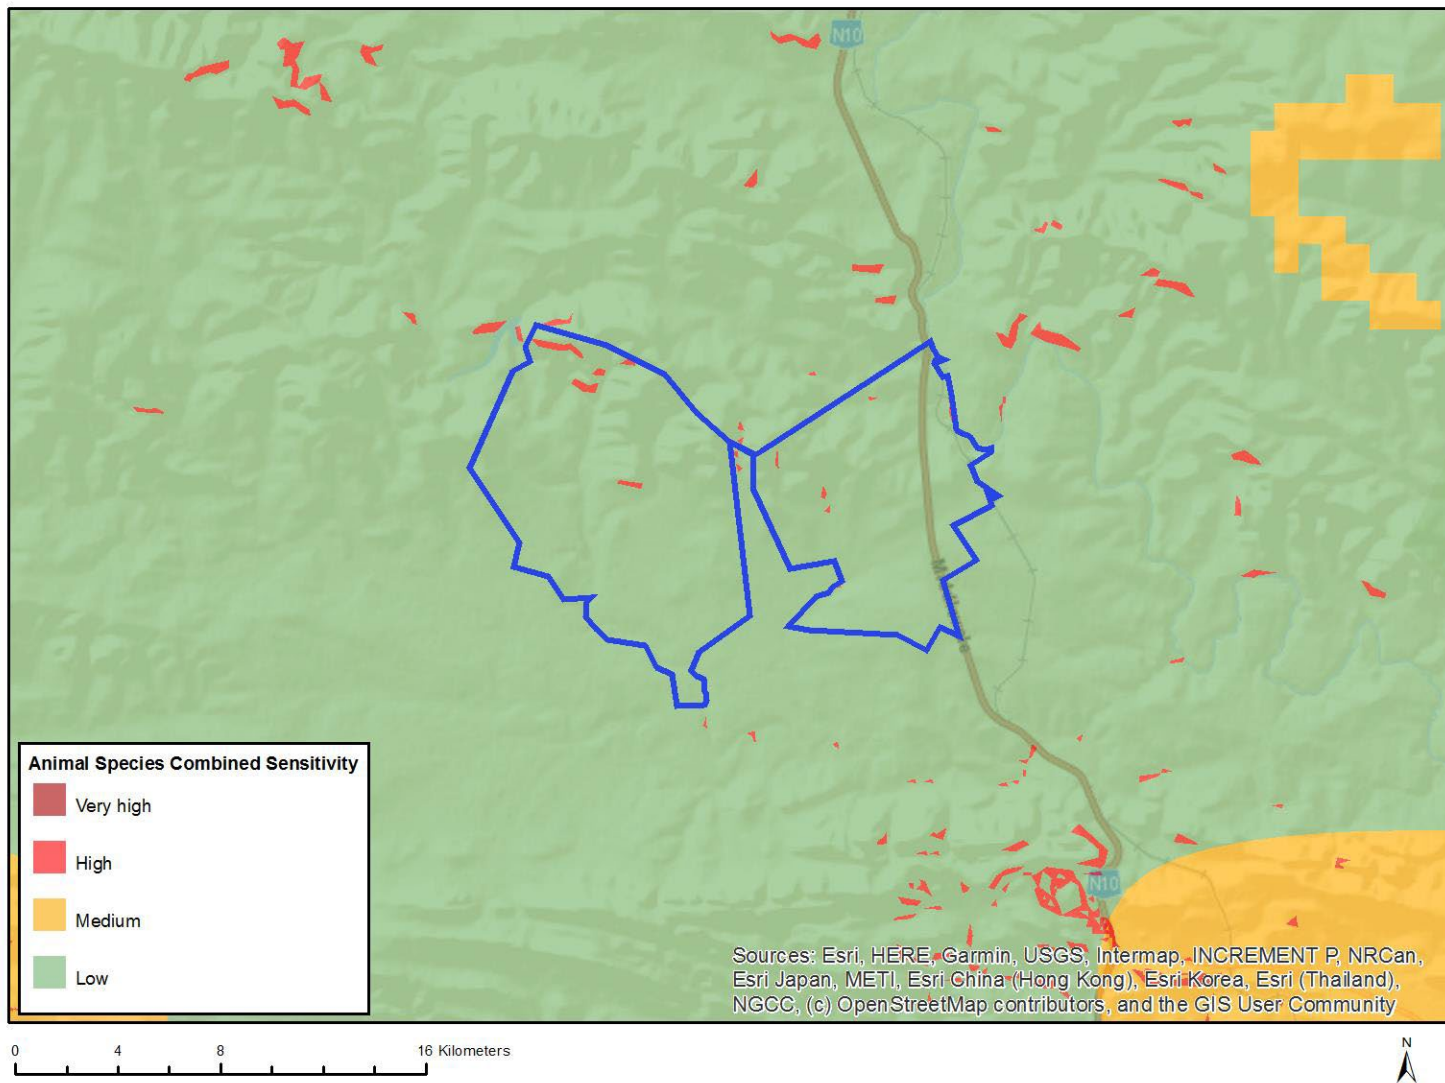 N10
Animal Species Combined Sensitivity
Very high
High
Medium
Low
N10
Sources: Esri, HERE, Garmin, USGS, Intermap, INCREMENT P, NRCan,
Esri Japan, METI, Esri China (Hong Kong), Esri Korea, Esri (Thailand),
NGCC, (c) OpenStreetMap contributors, and the GIS User Community
0 4 8 16 Kilometers
N